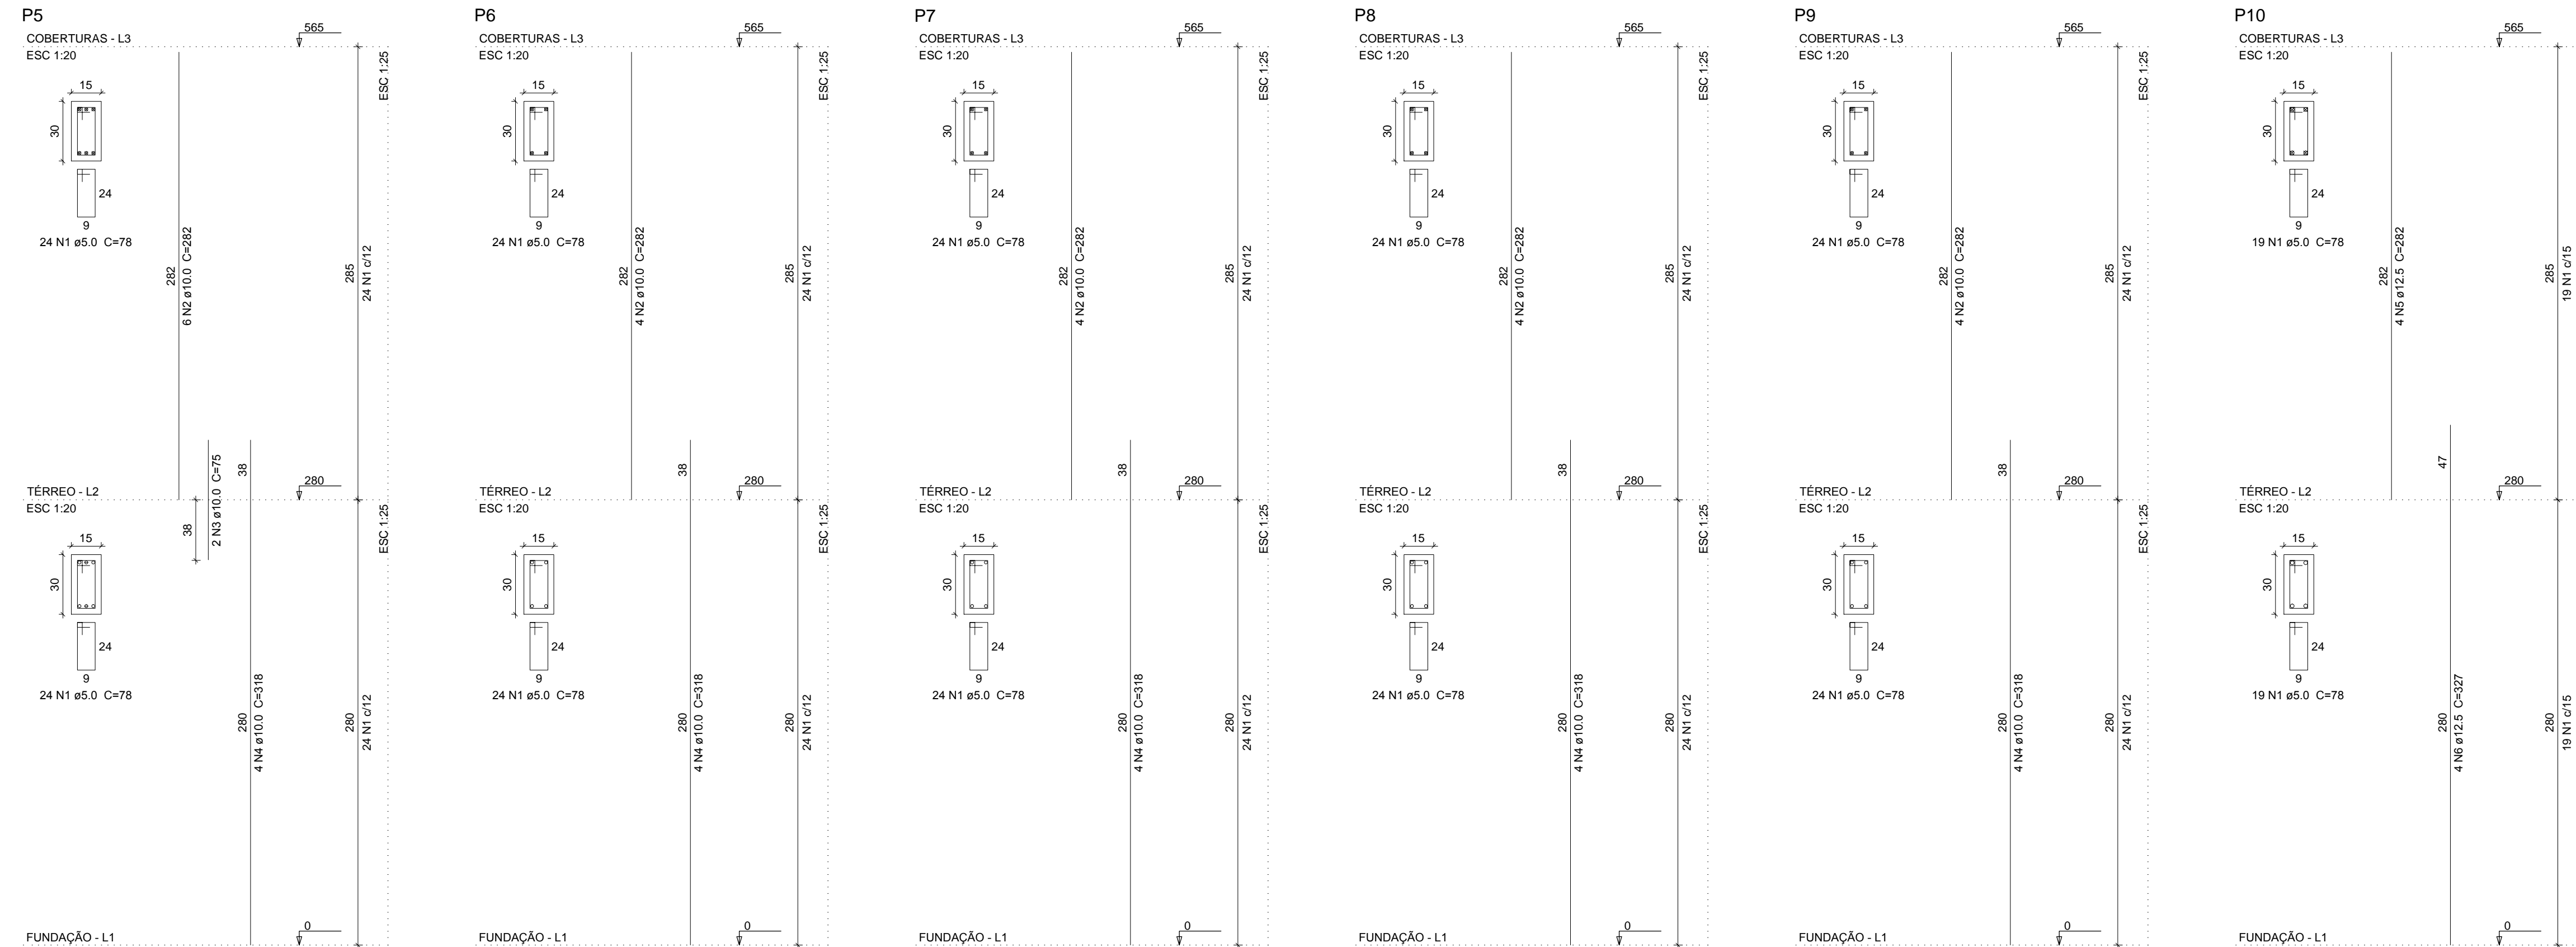 P5
COBERTURAS - L3
565
ESC 1:20
ESC 1:25
15
30
24
9
24 N1 ø5.0 C=78
282
6 N2 ø10.0 C=282
285
24 N1 c/12
2 N3 ø10.0 C=75
38
38
TÉRREO - L2
280
ESC 1:20
ESC 1:25
15
30
24
9
24 N1 ø5.0 C=78
280
4 N4 ø10.0 C=318
280
24 N1 c/12
FUNDAÇÃO - L1
0
P6
COBERTURAS - L3
565
ESC 1:20
ESC 1:25
15
30
24
9
24 N1 ø5.0 C=78
282
4 N2 ø10.0 C=282
285
24 N1 c/12
38
TÉRREO - L2
280
ESC 1:20
ESC 1:25
15
30
24
9
24 N1 ø5.0 C=78
280
4 N4 ø10.0 C=318
280
24 N1 c/12
FUNDAÇÃO - L1
0
P7
COBERTURAS - L3
565
ESC 1:20
ESC 1:25
15
30
24
9
24 N1 ø5.0 C=78
282
4 N2 ø10.0 C=282
285
24 N1 c/12
38
TÉRREO - L2
280
ESC 1:20
ESC 1:25
15
30
24
9
24 N1 ø5.0 C=78
280
4 N4 ø10.0 C=318
280
24 N1 c/12
FUNDAÇÃO - L1
0
P8
COBERTURAS - L3
565
ESC 1:20
ESC 1:25
15
30
24
9
24 N1 ø5.0 C=78
282
4 N2 ø10.0 C=282
285
24 N1 c/12
38
TÉRREO - L2
280
ESC 1:20
ESC 1:25
15
30
24
9
24 N1 ø5.0 C=78
280
4 N4 ø10.0 C=318
280
24 N1 c/12
FUNDAÇÃO - L1
0
P9
COBERTURAS - L3
565
ESC 1:20
ESC 1:25
15
30
24
9
24 N1 ø5.0 C=78
282
4 N2 ø10.0 C=282
285
24 N1 c/12
38
TÉRREO - L2
280
ESC 1:20
ESC 1:25
15
30
24
9
24 N1 ø5.0 C=78
280
4 N4 ø10.0 C=318
280
24 N1 c/12
FUNDAÇÃO - L1
0
P10
COBERTURAS - L3
565
ESC 1:20
15
30
24
9
19 N1 ø5.0 C=78
282
4 N5 ø12.5 C=282
285
19 N1 c/15
47
TÉRREO - L2
280
ESC 1:20
15
30
24
9
19 N1 ø5.0 C=78
280
4 N6 ø12.5 C=327
280
19 N1 c/15
FUNDAÇÃO - L1
0